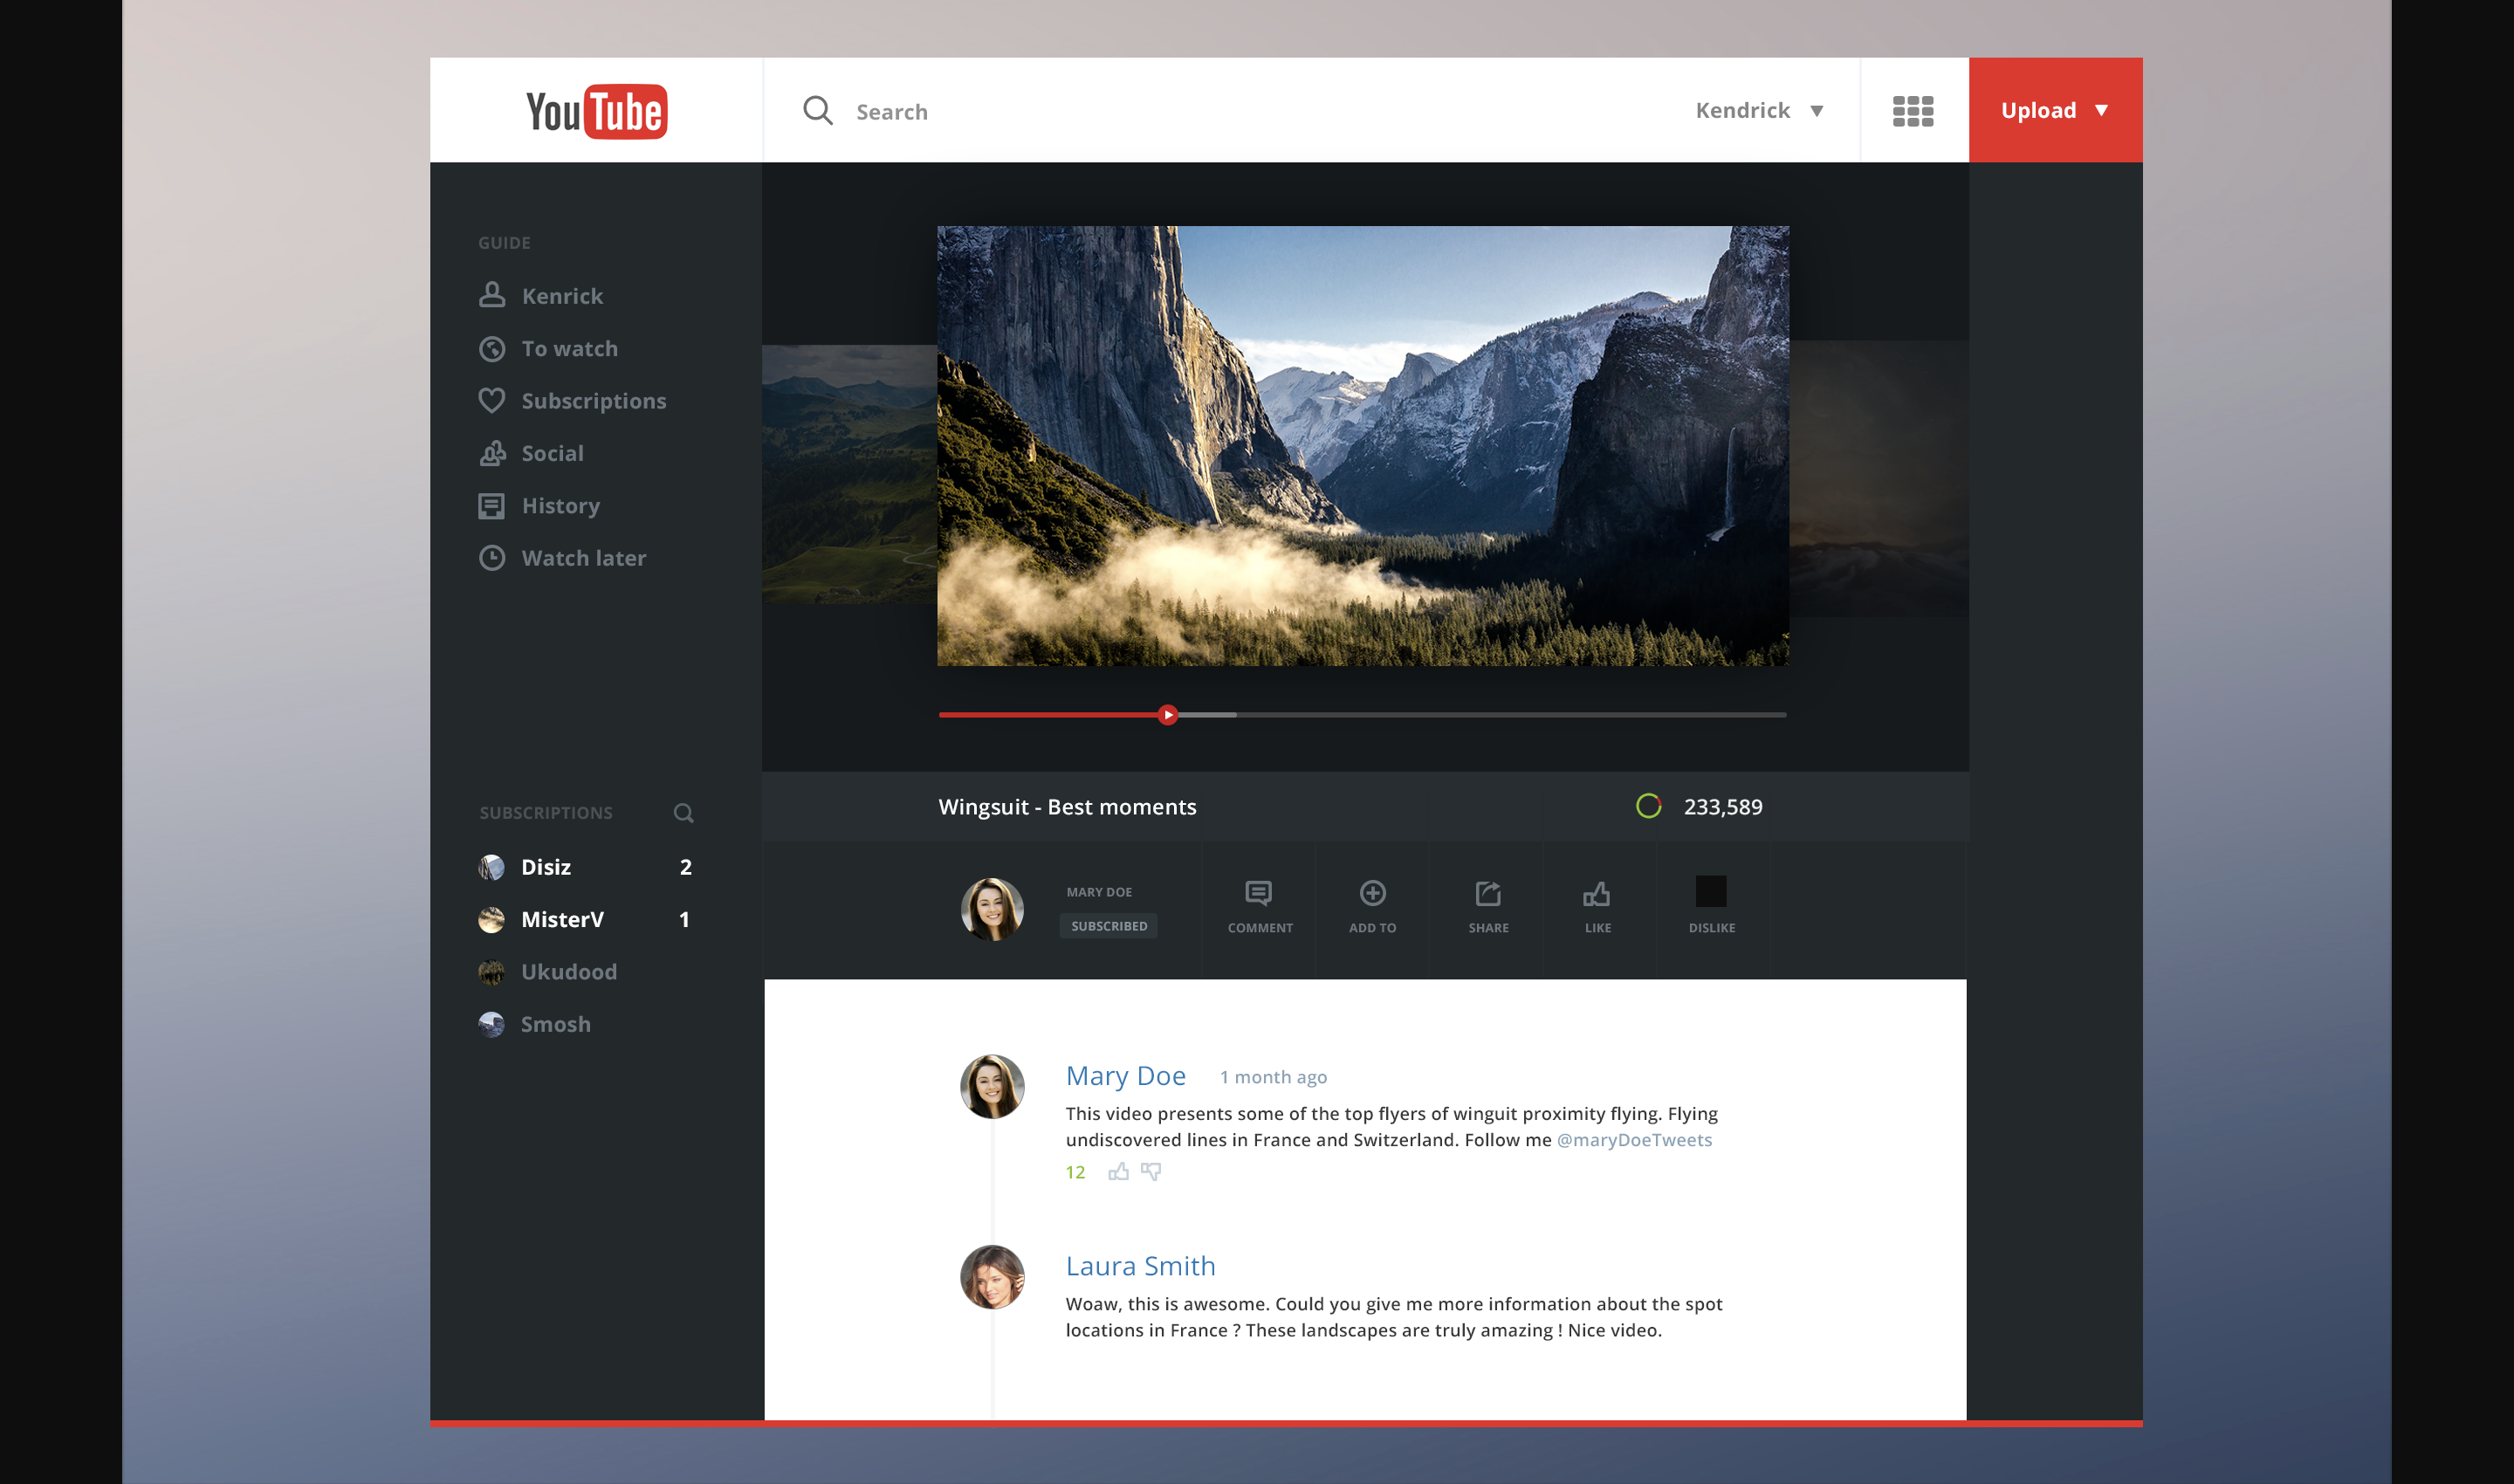 YouTube
Search
Kendrick
Upload
GUIDE
Kenrick
To watch
Subscriptions
Social
History
Watch later
SUBSCRIPTIONS
Disiz 2
MisterV 1
Ukudood
Smosh
Wingsuit - Best moments 233,589
MARY DOE
SUBSCRIBED
COMMENT
ADD TO
SHARE
LIKE
DISLIKE
Mary Doe 1 month ago
This video presents some of the top flyers of winguit proximity flying. Flying
undiscovered lines in France and Switzerland. Follow me @maryDoeTweets
12
Laura Smith
Woaw, this is awesome. Could you give me more information about the spot
locations in France ? These landscapes are truly amazing ! Nice video.